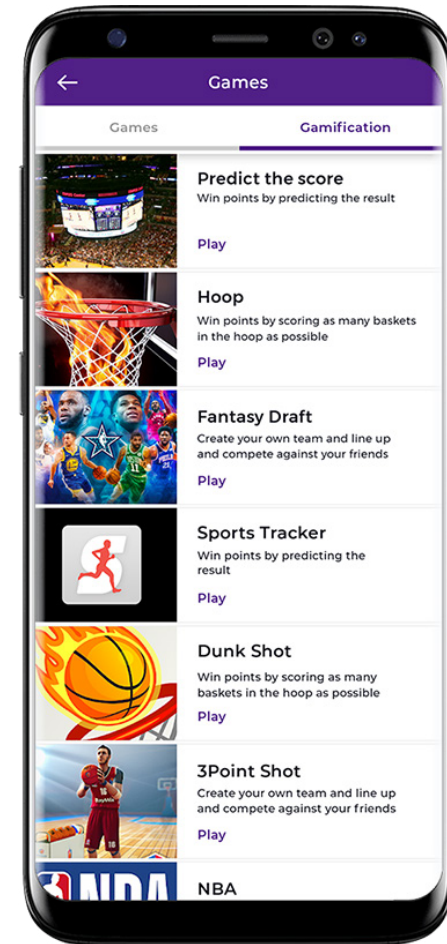 Games
Games
Gamification
Predict the score
Win points by predicting the result
Play
Hoop
Win points by scoring as many baskets
in the hoop as possible
Play
Fantasy Draft
Create your own team and line up
and compete against your friends
Play
Sports Tracker
Win points by predicting the
result
Play
Dunk Shot
Win points by scoring as many
baskets in the hoop as possible
Play
3Point Shot
Create your own team and line up
and compete against your friends
Play
NBA